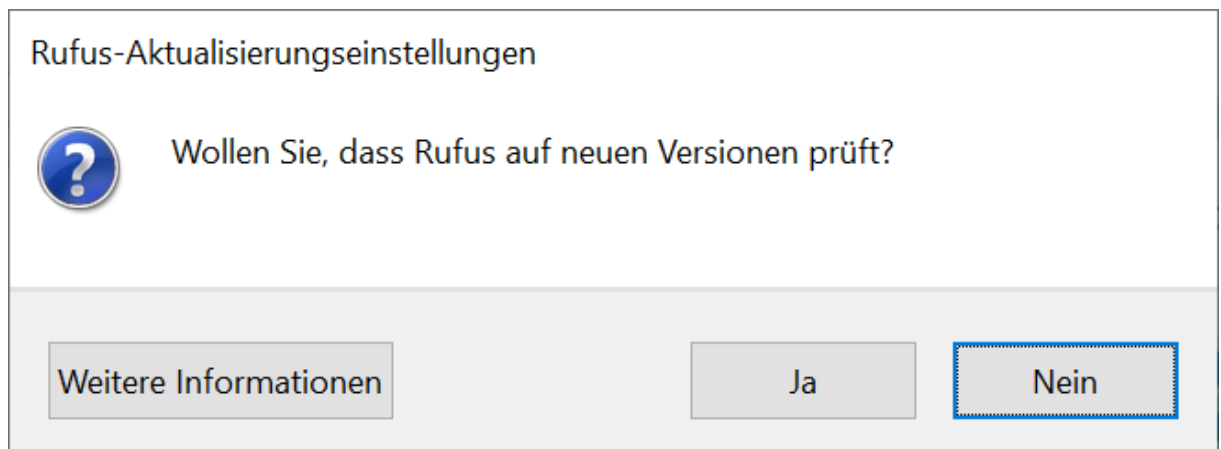 Rufus-Aktualisierungseinstellungen
Wollen Sie, dass Rufus auf neuen Versionen prüft?
Weitere Informationen
Ja
Nein